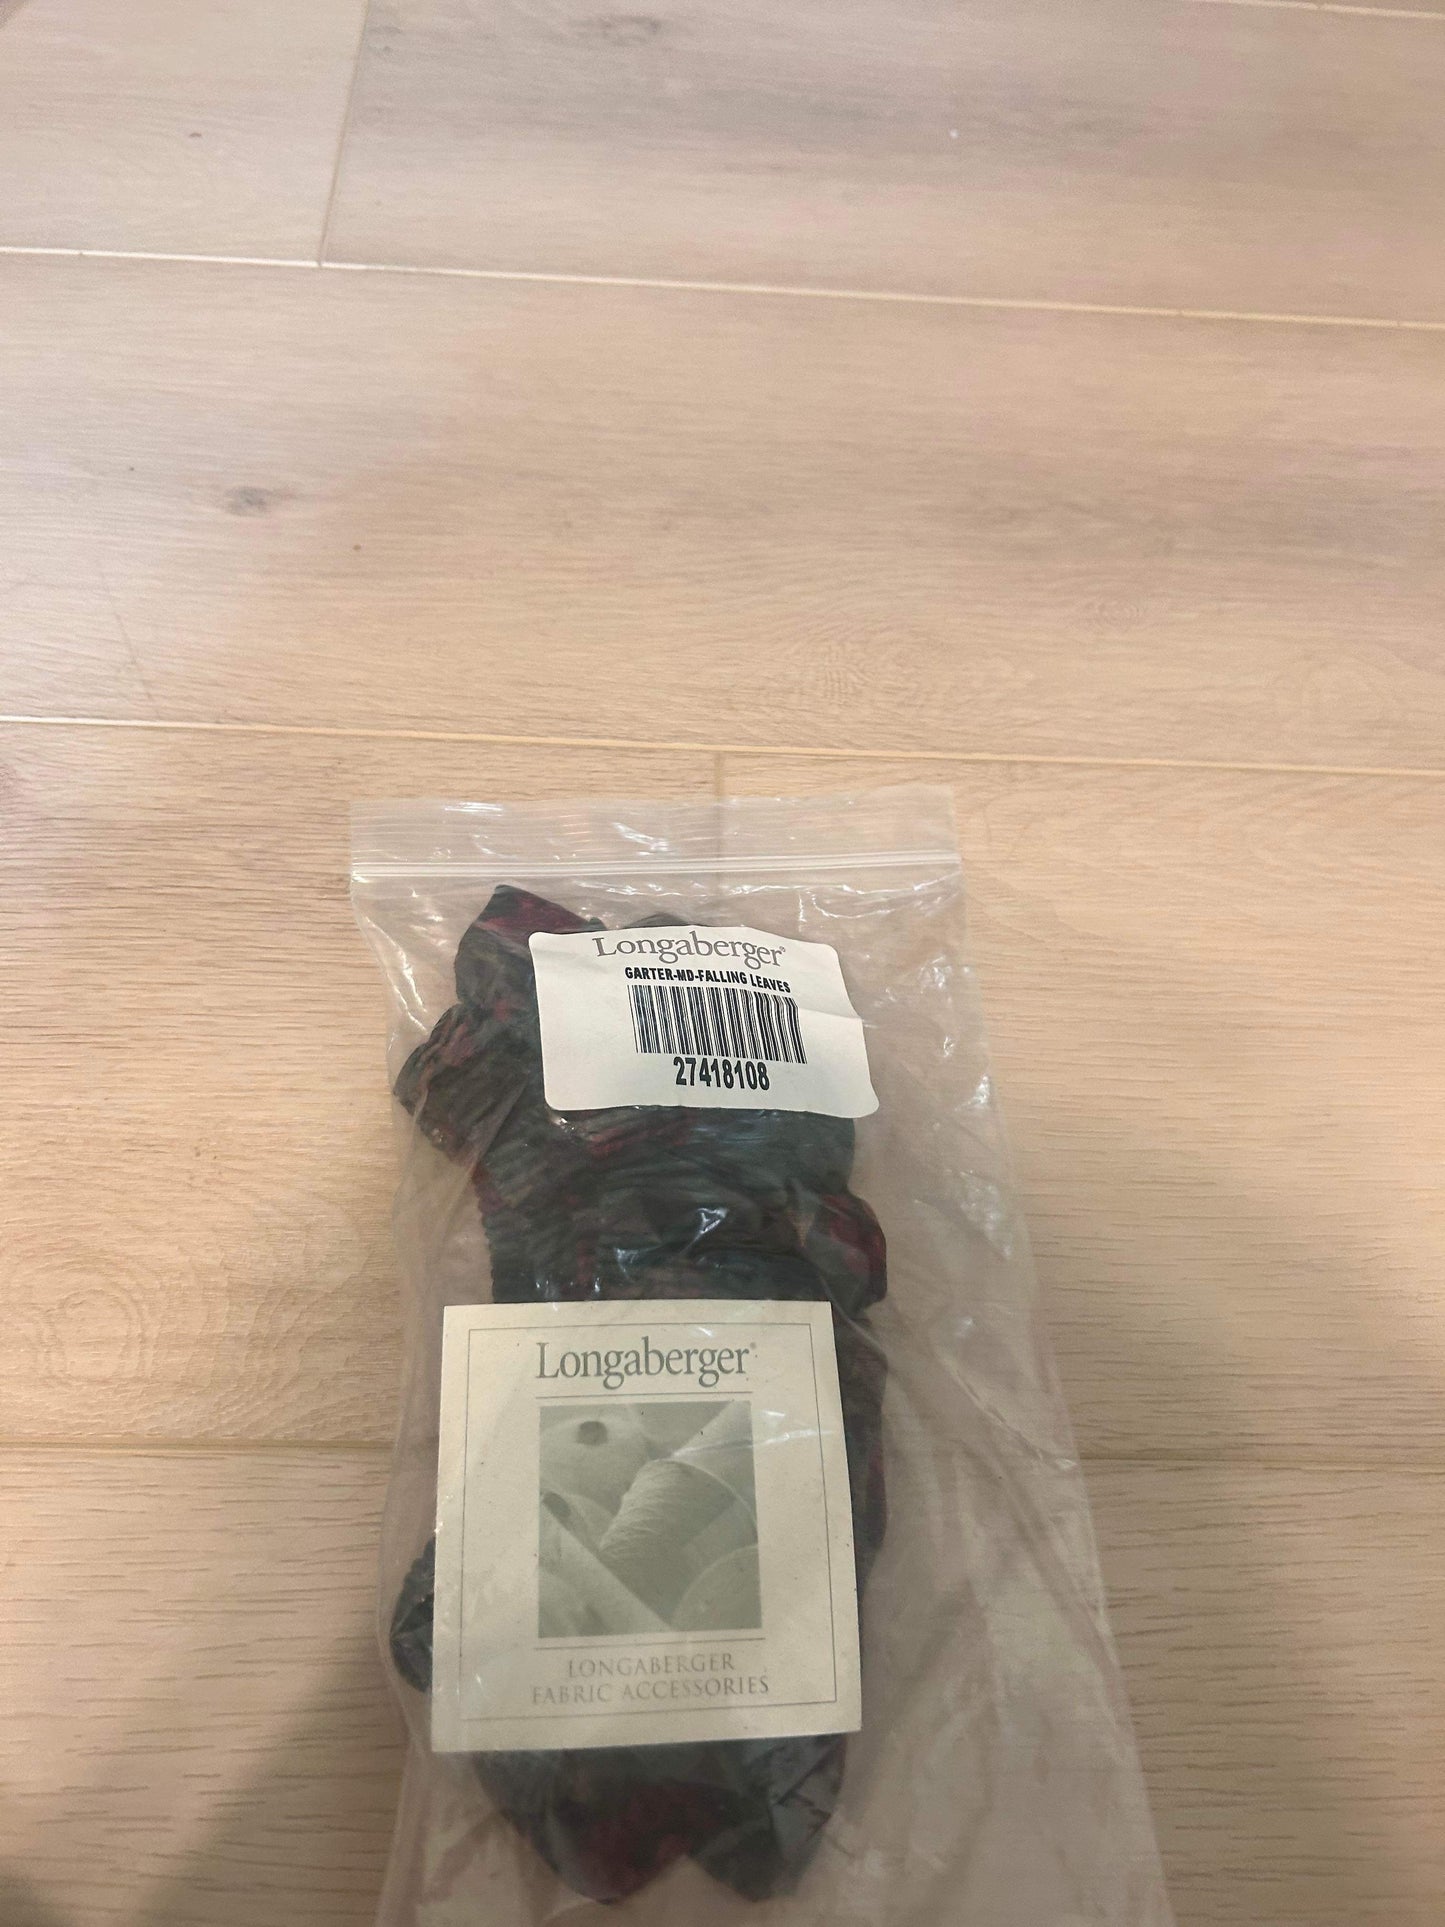 Longaberger®
GARTER-MD-FALLING LEAVES
27418108
Longaberger®
LONGABERGER
FABRIC ACCESSORIES